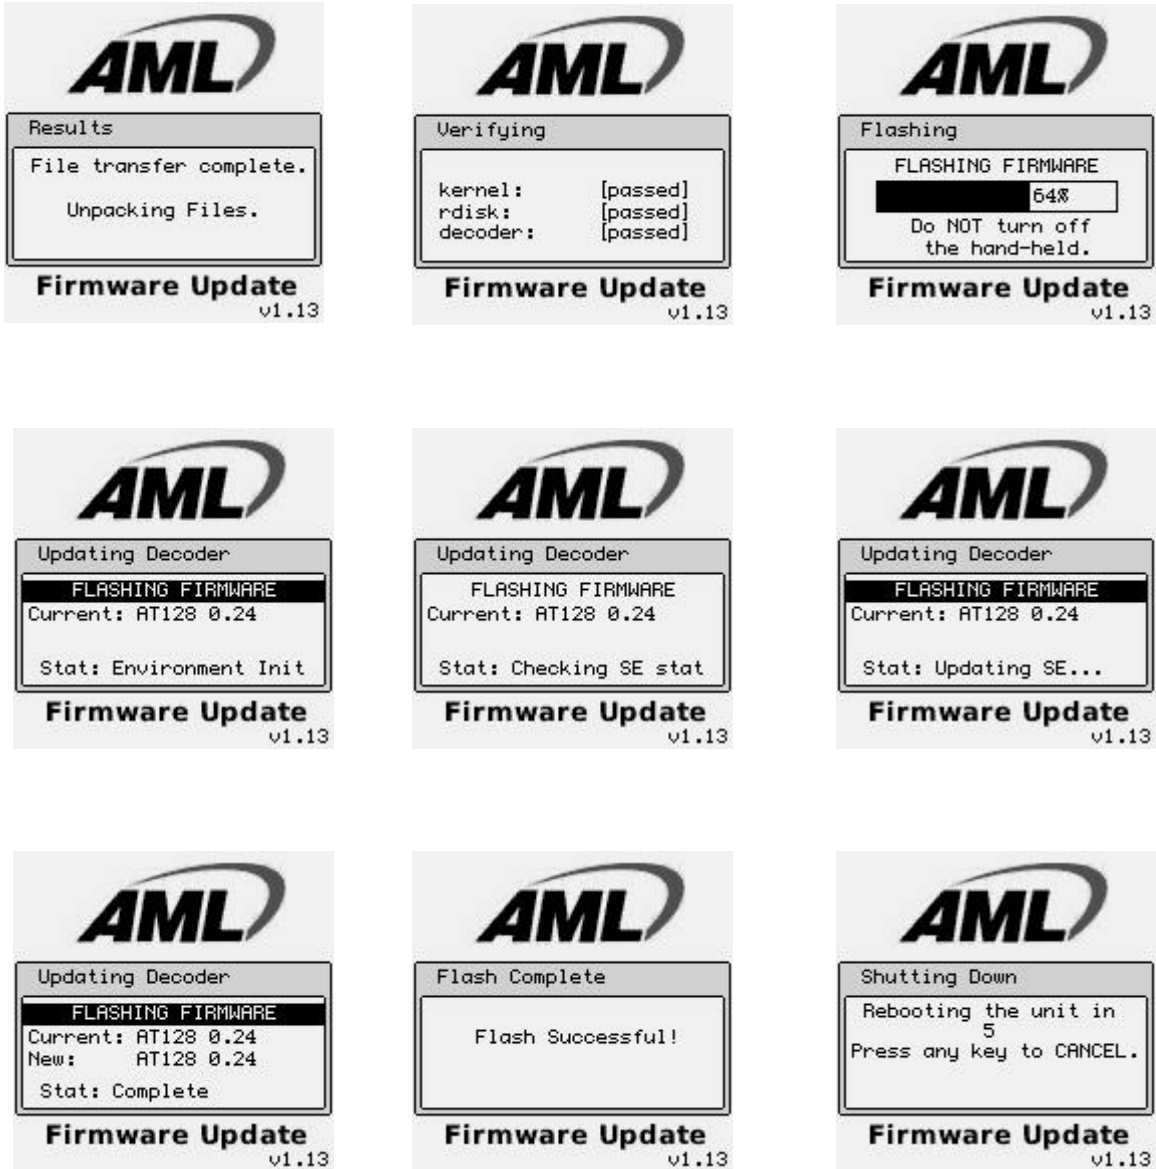 AML
Results
File transfer complete.
Unpacking Files.
Firmware Update
v1.13
AML
Verifying
kernel: [passed]
rdisk: [passed]
decoder: [passed]
Firmware Update
v1.13
AML
Flashing
FLASHING FIRMWARE
64%
Do NOT turn off
the hand-held.
Firmware Update
v1.13
AML
Updating Decoder
FLASHING FIRMWARE
Current: AT128 0.24
Stat: Environment Init
Firmware Update
v1.13
AML
Updating Decoder
FLASHING FIRMWARE
Current: AT128 0.24
Stat: Checking SE stat
Firmware Update
v1.13
AML
Updating Decoder
FLASHING FIRMWARE
Current: AT128 0.24
Stat: Updating SE...
Firmware Update
v1.13
AML
Updating Decoder
FLASHING FIRMWARE
Current: AT128 0.24
New: AT128 0.24
Stat: Complete
Firmware Update
v1.13
AML
Flash Complete
Flash Successful!
Firmware Update
v1.13
AML
Shutting Down
Rebooting the unit in
5
Press any key to CANCEL.
Firmware Update
v1.13